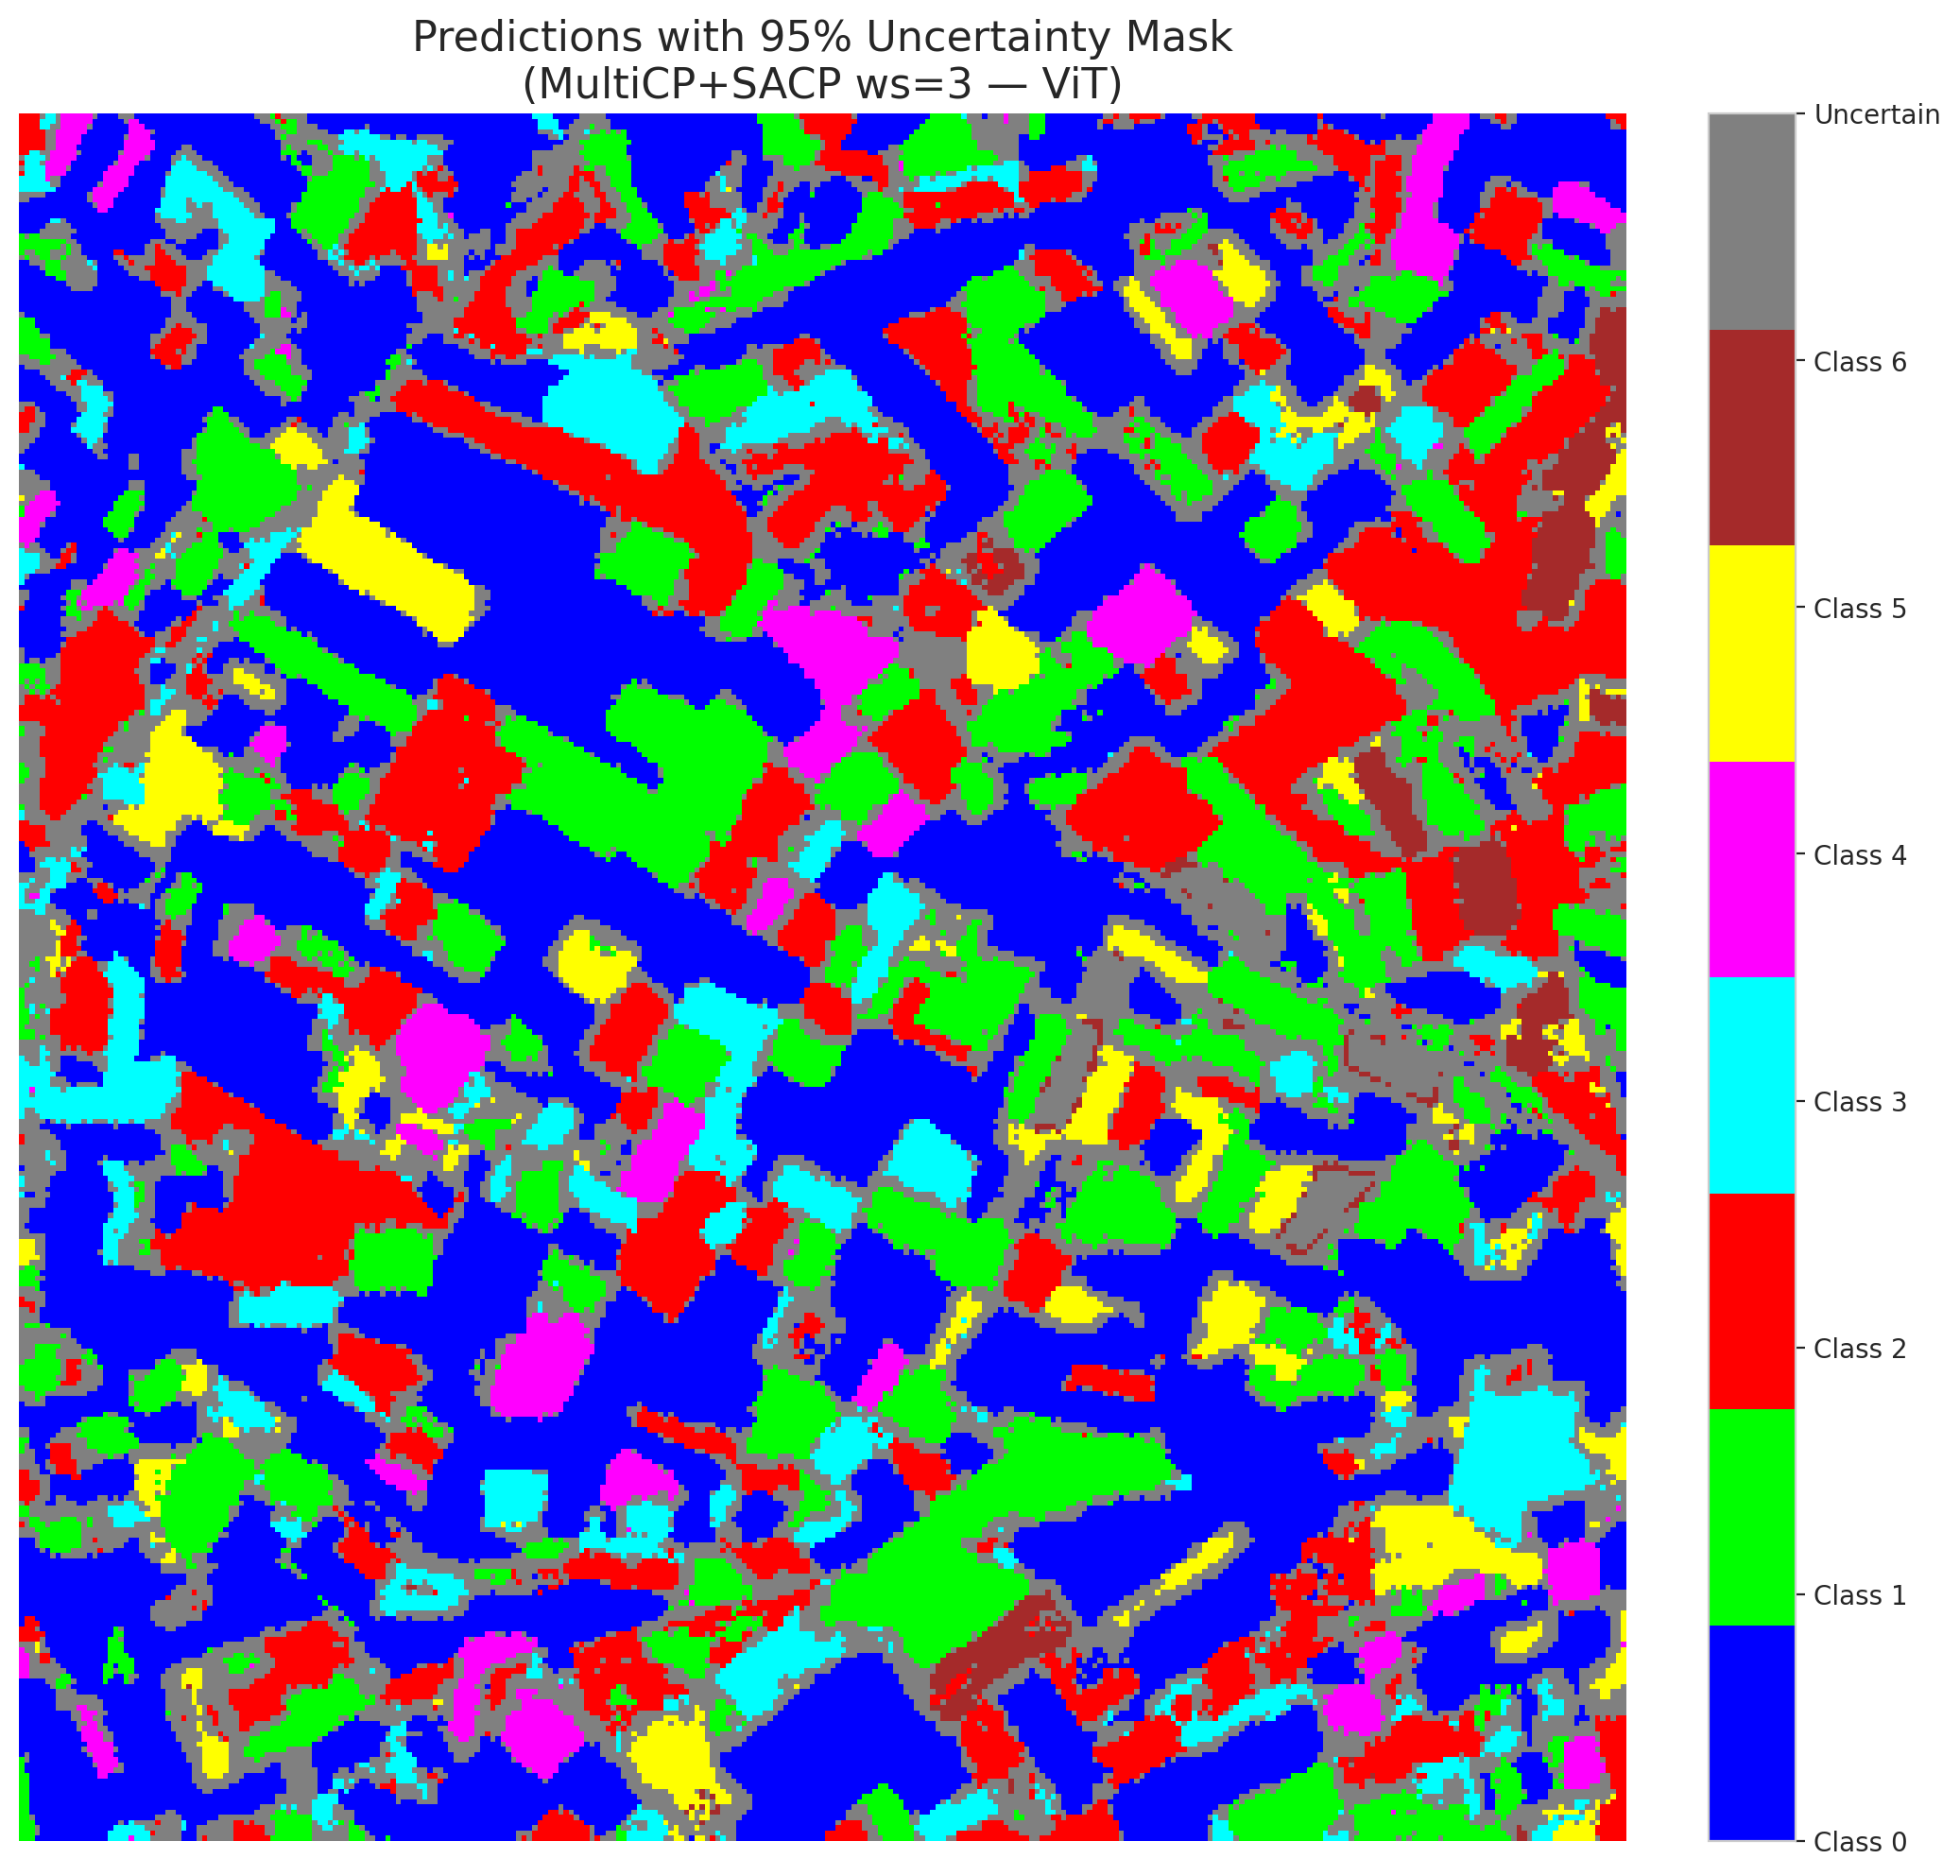 Predictions with 95% Uncertainty Mask
(MultiCP+SACP ws=3 — ViT)
Uncertain
Class 6
Class 5
Class 4
Class 3
Class 2
Class 1
Class 0